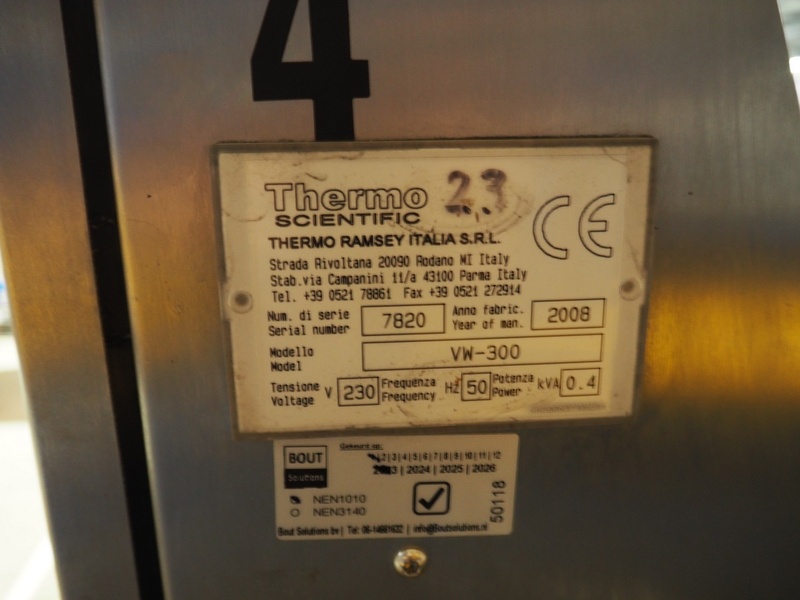 4
Thermo 23
SCIENTIFIC
CE
THERMO RAMSEY ITALIA S.R.L.
Strada Rivoltana 20090 Rodano MI Italy
Stab.via Campanini 11/a 43100 Parma Italy
Tel. +39 0521 78861 Fax +39 0521 272914
Num. di serie Anno fabric.
Serial number 7820 Year of man. 2008
Modello
Model VW-300
Tensione Frequenza Potenza
Voltage V 230 Frequency Hz 50 Power kVA 0.4
BOUT
Solutions
Gekeurd op:
2|3|4|5|6|7|8|9|10|11|12
| 2024 | 2025 | 2026
NEN1010
NEN3140
50118
Bout Solutions bv | Tel: 06-14681632 | info@Boutsolutions.nl